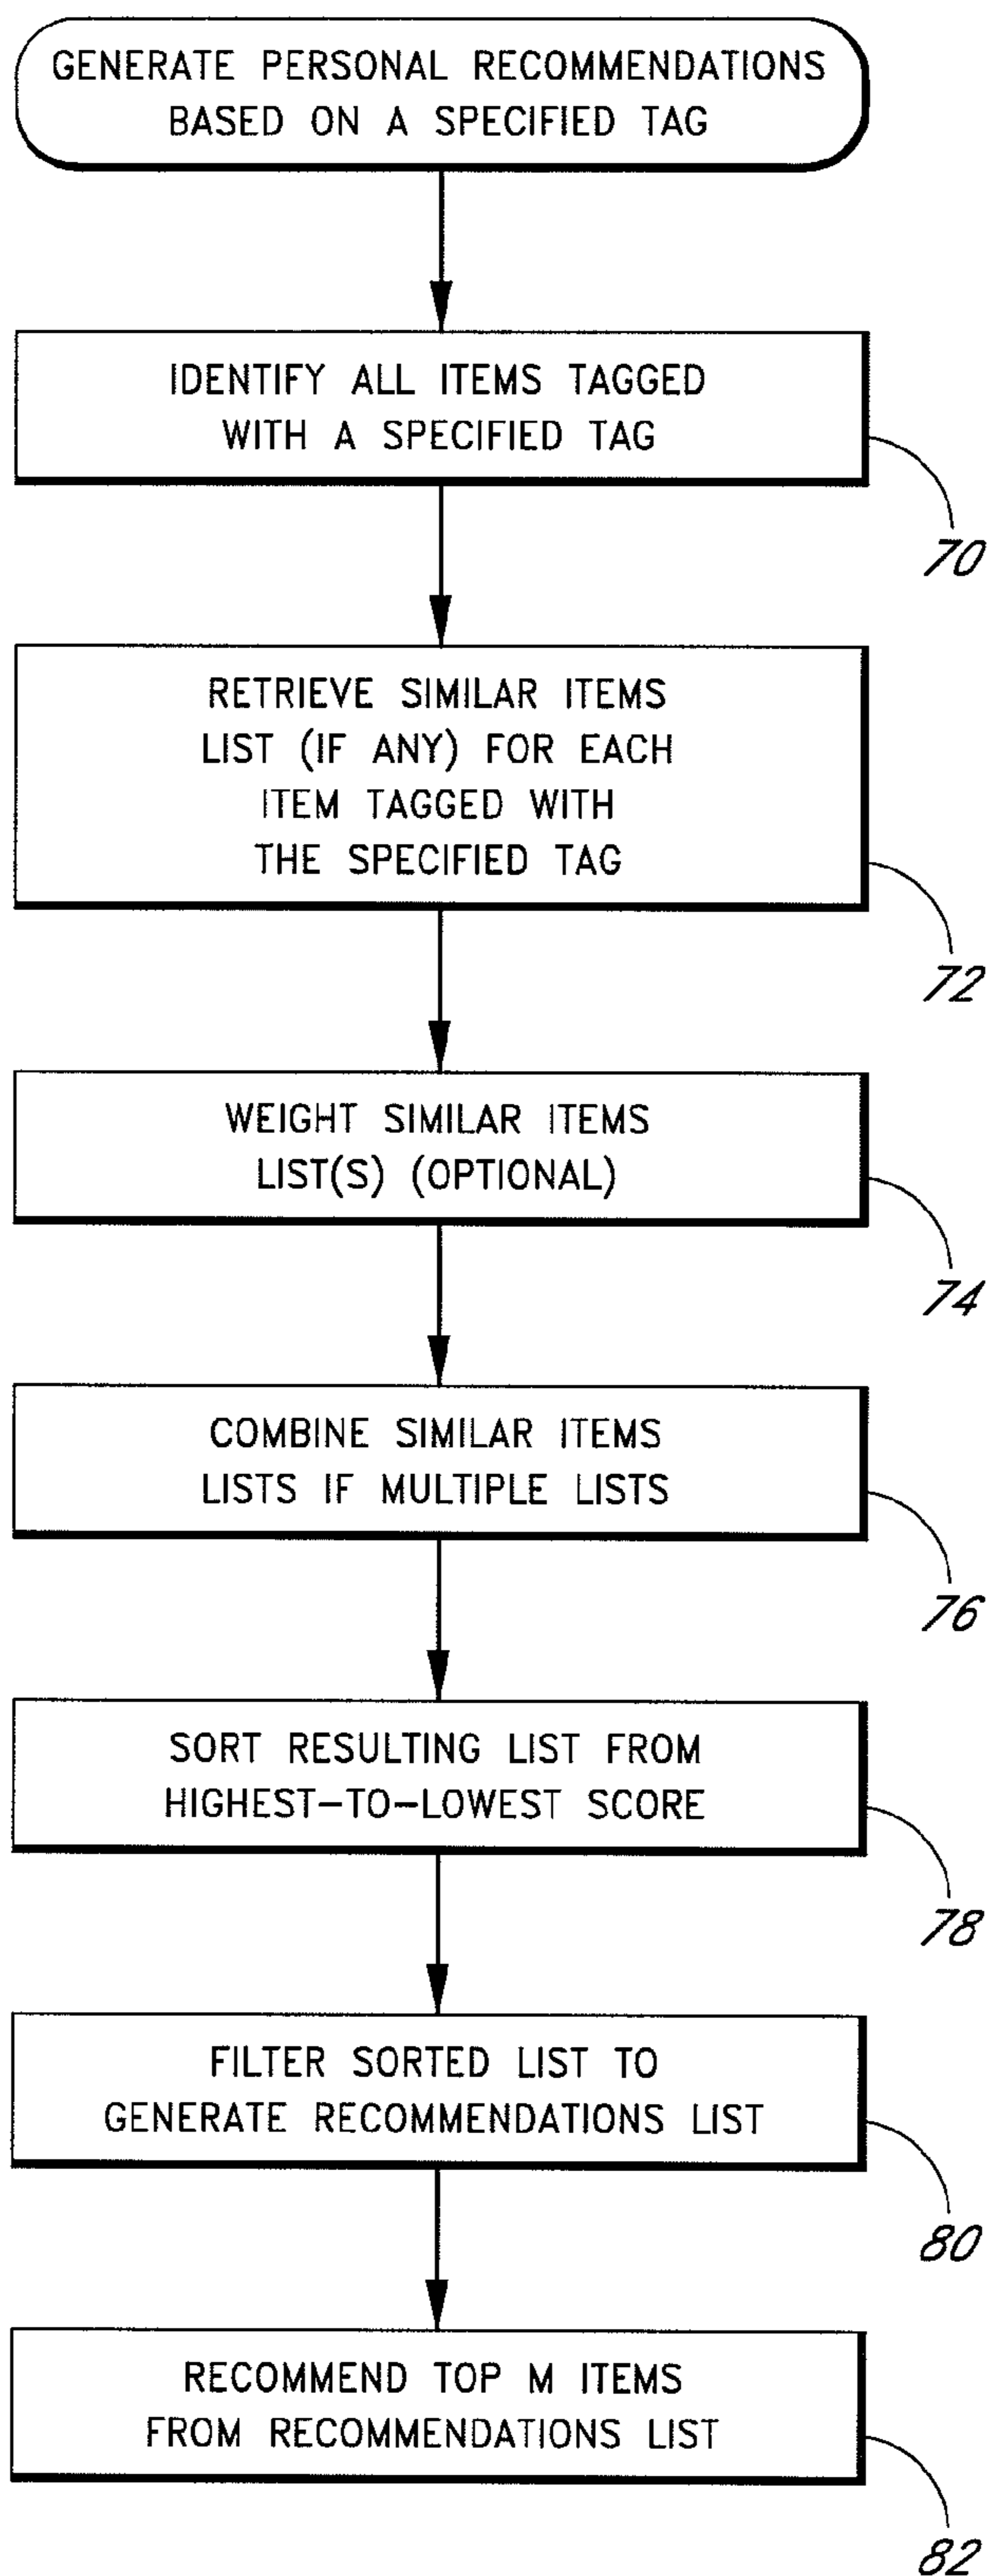 GENERATE PERSONAL RECOMMENDATIONS
BASED ON A SPECIFIED TAG
IDENTIFY ALL ITEMS TAGGED
WITH A SPECIFIED TAG
70
RETRIEVE SIMILAR ITEMS
LIST (IF ANY) FOR EACH
ITEM TAGGED WITH
THE SPECIFIED TAG
72
WEIGHT SIMILAR ITEMS
LIST(S) (OPTIONAL)
74
COMBINE SIMILAR ITEMS
LISTS IF MULTIPLE LISTS
76
SORT RESULTING LIST FROM
HIGHEST-TO-LOWEST SCORE
78
FILTER SORTED LIST TO
GENERATE RECOMMENDATIONS LIST
80
RECOMMEND TOP M ITEMS
FROM RECOMMENDATIONS LIST
82